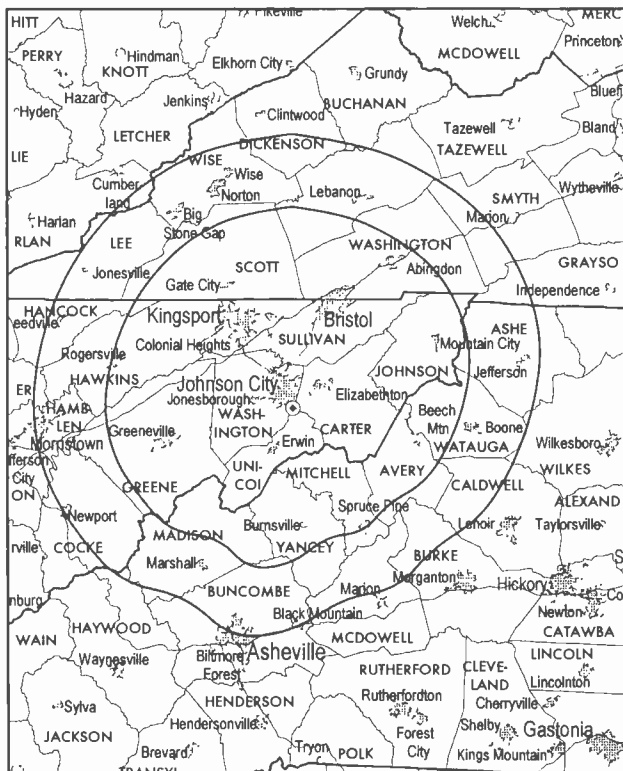 HITT
Pikeville
Welch
MERC
PERRY
Hindman
KNOTT
Elkhorn City
MCDOWELL
Princeton
Hazard
Jenkins
Grundy
BUCHANAN
Hyden
Clintwood
Bluef
LETCHER
Tazewell
Bland
LIE
DICKENSON
TAZEWELL
WISE
Cumber
land
Wise
Norton
Lebanon
SMYTH
Wytheville
Harlan
Big
Stone Gap
Marion
RLAN
LEE
WASHINGTON
Jonesville
SCOTT
Abingdon
GRAYSO
Gate City
Independence
HANCOCK
eedville
Kingsport
Bristol
ASHE
Colonial Heights
SULLIVAN
Mountain City
Rogersville
JOHNSON
Jefferson
ER
HAWKINS
Johnson City
Jonesborough
Elizabethton
HAMB
LEN
WASH-
INGTON
Beech
Mtn
Boone
Morristown
Greeneville
CARTER
WATAUGA
Wilkesboro
fferson
City
Erwin
ON
UNI-
COI
MITCHELL
AVERY
WILKES
GREENE
CALDWELL
ALEXAND
Newport
Burnsville
Spruce Pine
Lenoir
Taylorsville
MADISON
rville
COCKE
YANCEY
BURKE
Marshall
BUNCOMBE
Marion
Morganton
Hickory
nburg
Black Mountain
Newton
WAIN
HAYWOOD
MCDOWELL
CATAWBA
Biltmore
Forest
Asheville
LINCOLN
Waynesville
RUTHERFORD
CLEVE-
LAND
Lincolnton
HENDERSON
Rutherfordton
Cherryville
Sylva
Hendersonville
Forest
City
Shelby
Gastonia
JACKSON
Brevard
Tryon
POLK
Kings Mountain